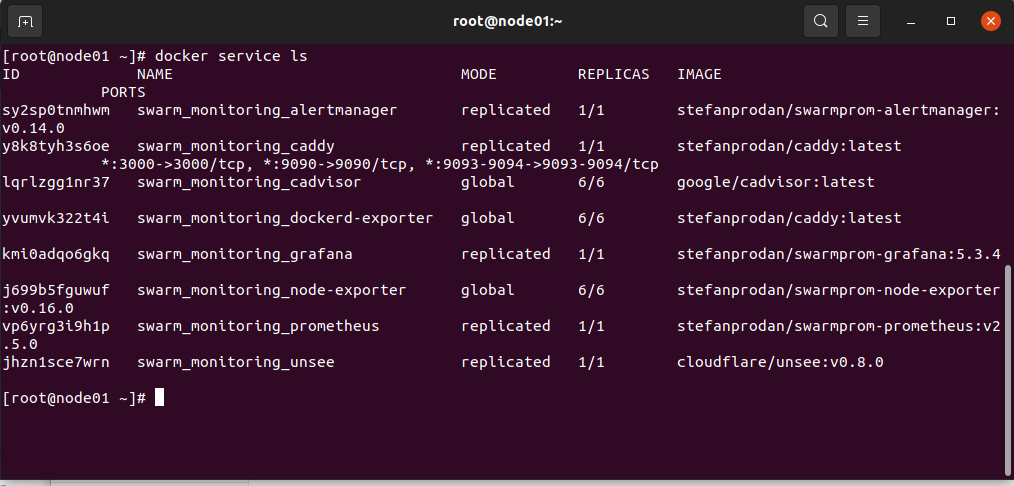 root@node01:~
[root@node01 ~]# docker service ls
ID NAME MODE REPLICAS IMAGE
PORTS
sy2sp0tnmhwm swarm_monitoring_alertmanager replicated 1/1 stefanprodan/swarmprom-alertmanager:
v0.14.0
y8k8tyh3s6oe swarm_monitoring_caddy replicated 1/1 stefanprodan/caddy:latest
*:3000->3000/tcp, *:9090->9090/tcp, *:9093-9094->9093-9094/tcp
lqrlzgg1nr37 swarm_monitoring_cadvisor global 6/6 google/cadvisor:latest
yvumvk322t4i swarm_monitoring_dockerd-exporter global 6/6 stefanprodan/caddy:latest
kmi0adqo6gkq swarm_monitoring_grafana replicated 1/1 stefanprodan/swarmprom-grafana:5.3.4
j699b5fguwuf swarm_monitoring_node-exporter global 6/6 stefanprodan/swarmprom-node-exporter
:v0.16.0
vp6yrg3i9h1p swarm_monitoring_prometheus replicated 1/1 stefanprodan/swarmprom-prometheus:v2
.5.0
jhzn1sce7wrn swarm_monitoring_unsee replicated 1/1 cloudflare/unsee:v0.8.0
[root@node01 ~]#